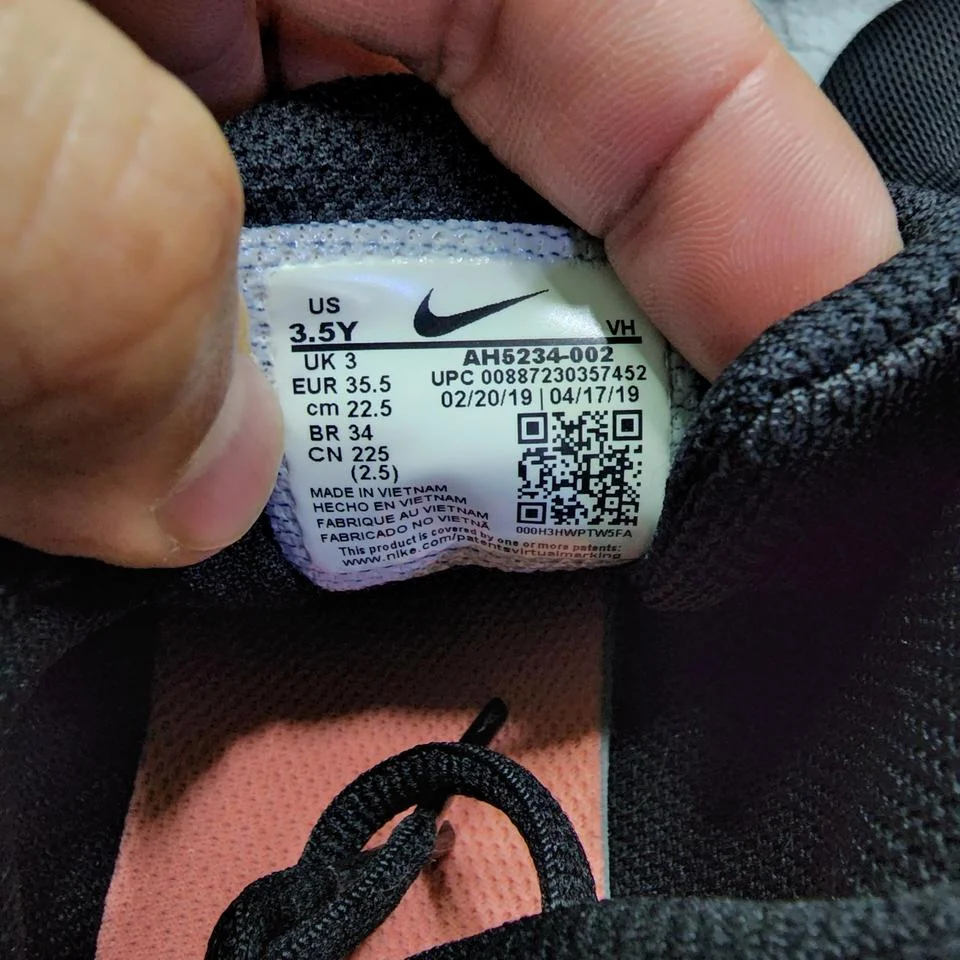 US
3.5Y
VH
UK 3
EUR 35.5
cm 22.5
BR 34
CN 225
(2.5)
AH5234-002
UPC 00887230357452
02/20/19 | 04/17/19
000H3HWPTW5FA
MADE IN VIETNAM
HECHO EN VIETNAM
FABRIQUE AU VIETNAM
FABRICADO NO VIETNÃ
This product is covered by one or more patents:
www.nike.com/patentsvirtualmarking